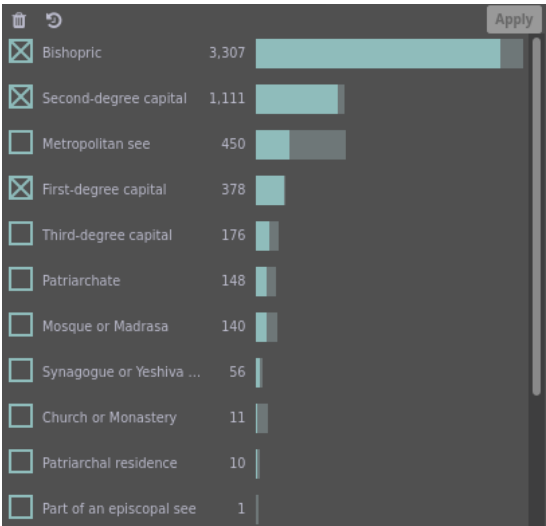 Apply
Bishopric 3,307
Second-degree capital 1,111
Metropolitan see 450
First-degree capital 378
Third-degree capital 176
Patriarchate 148
Mosque or Madrasa 140
Synagogue or Yeshiva ... 56
Church or Monastery 11
Patriarchal residence 10
Part of an episcopal see 1